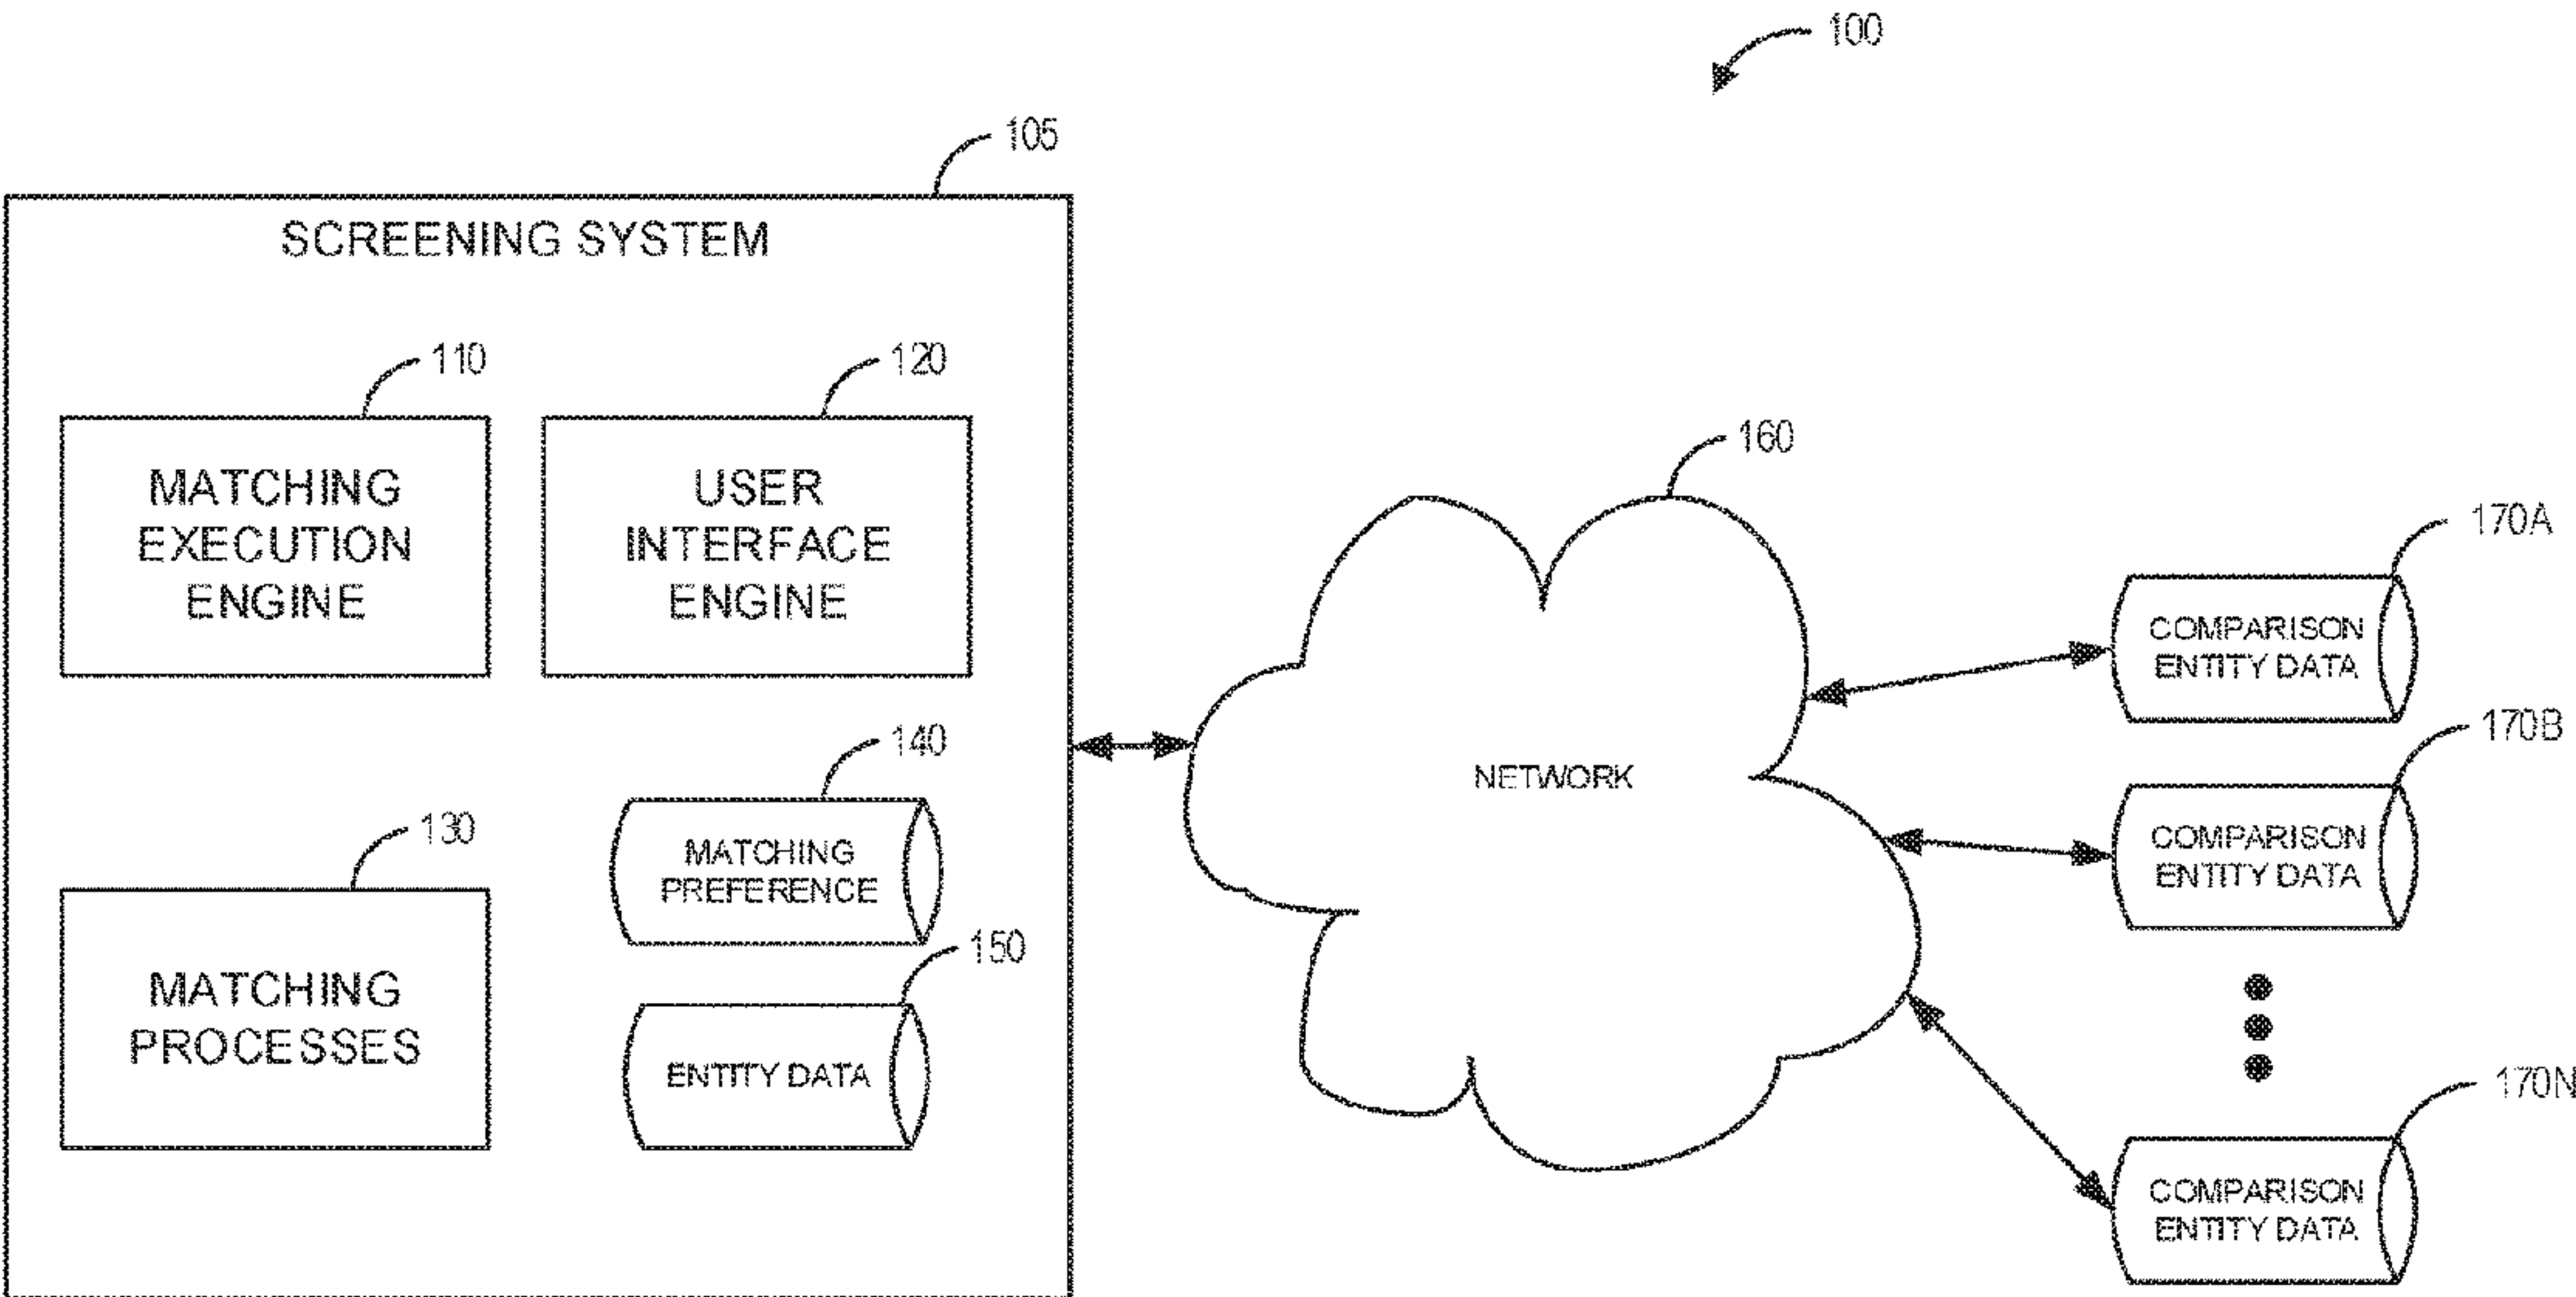 100
105
SCREENING SYSTEM
110
120
MATCHING
EXECUTION
ENGINE
USER
INTERFACE
ENGINE
130
MATCHING
PROCESSES
140
MATCHING
PREFERENCE
150
ENTITY DATA
160
NETWORK
170A
COMPARISON
ENTITY DATA
170B
COMPARISON
ENTITY DATA
170N
COMPARISON
ENTITY DATA